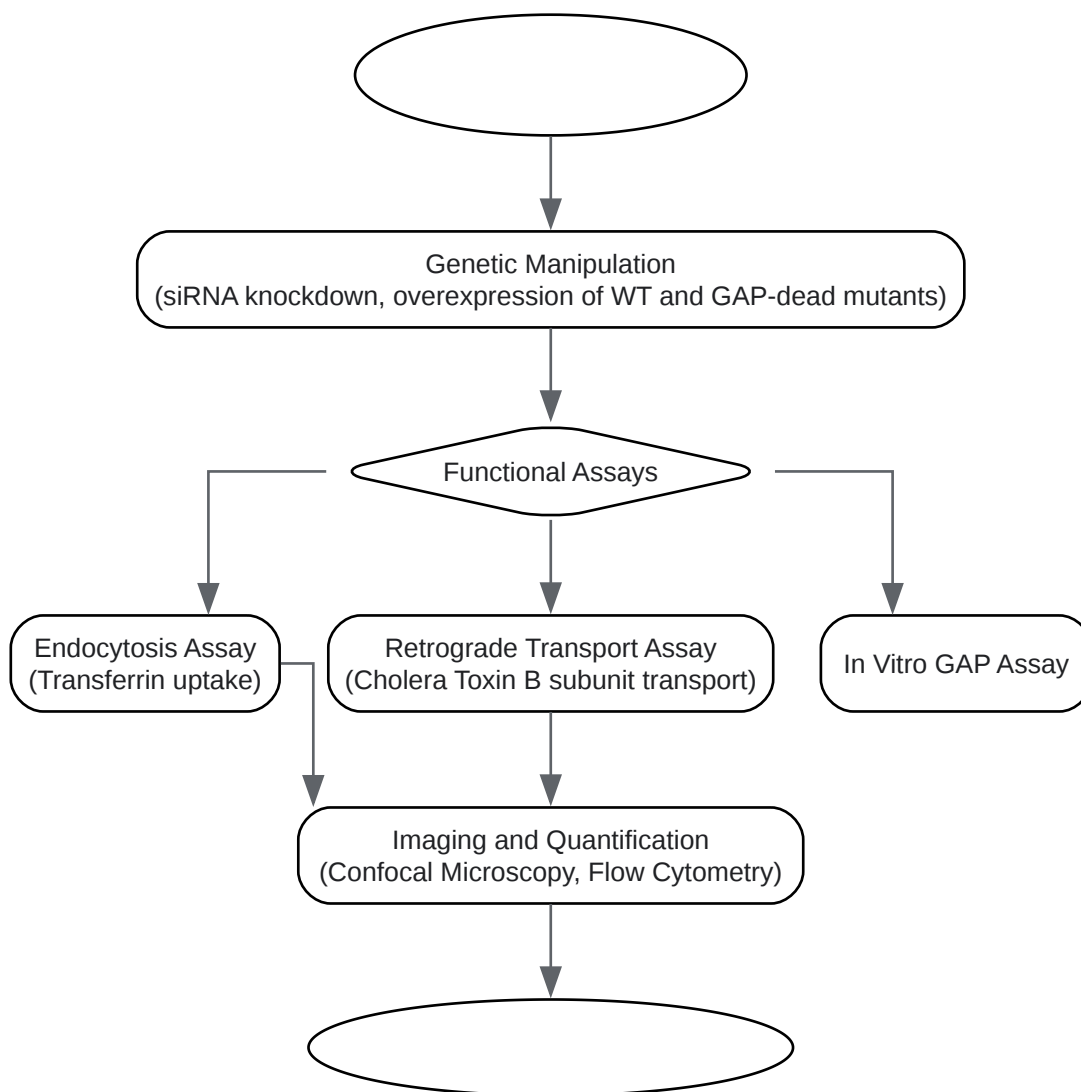 Genetic Manipulation
(siRNA knockdown, overexpression of WT and GAP-dead mutants)
Functional Assays
Endocytosis Assay
(Transferrin uptake)
Retrograde Transport Assay
(Cholera Toxin B subunit transport)
In Vitro GAP Assay
Imaging and Quantification
(Confocal Microscopy, Flow Cytometry)